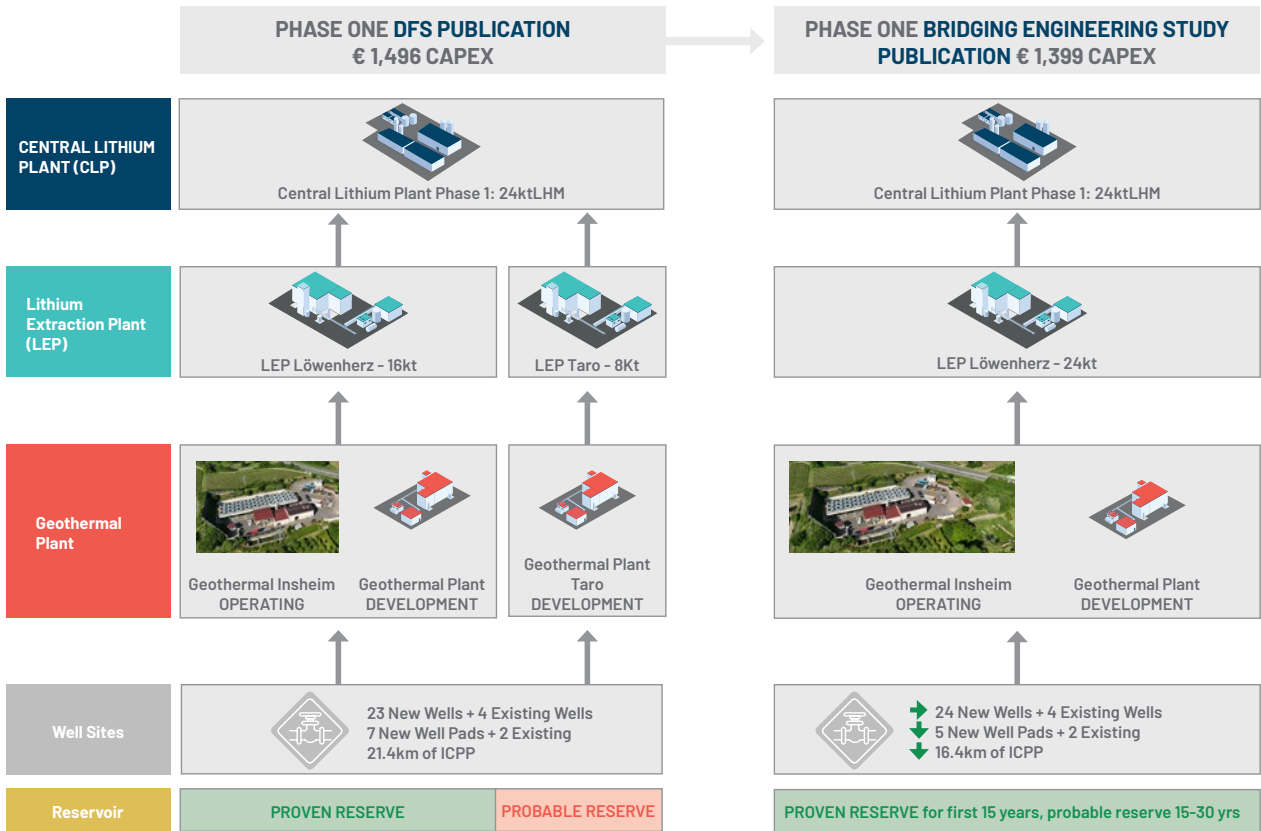 PHASE ONE DFS PUBLICATION
€ 1,496 CAPEX
PHASE ONE BRIDGING ENGINEERING STUDY
PUBLICATION € 1,399 CAPEX
CENTRAL LITHIUM
PLANT (CLP)
Central Lithium Plant Phase 1: 24ktLHM
Central Lithium Plant Phase 1: 24ktLHM
Lithium
Extraction Plant
(LEP)
LEP Löwenherz - 16kt
LEP Taro - 8Kt
LEP Löwenherz - 24kt
Geothermal
Plant
Geothermal Insheim
OPERATING
Geothermal Plant
DEVELOPMENT
Geothermal Plant
Taro
DEVELOPMENT
Geothermal Insheim
OPERATING
Geothermal Plant
DEVELOPMENT
Well Sites
23 New Wells + 4 Existing Wells
7 New Well Pads + 2 Existing
21.4km of ICPP
24 New Wells + 4 Existing Wells
5 New Well Pads + 2 Existing
16.4km of ICPP
Reservoir
PROVEN RESERVE
PROBABLE RESERVE
PROVEN RESERVE for first 15 years, probable reserve 15-30 yrs